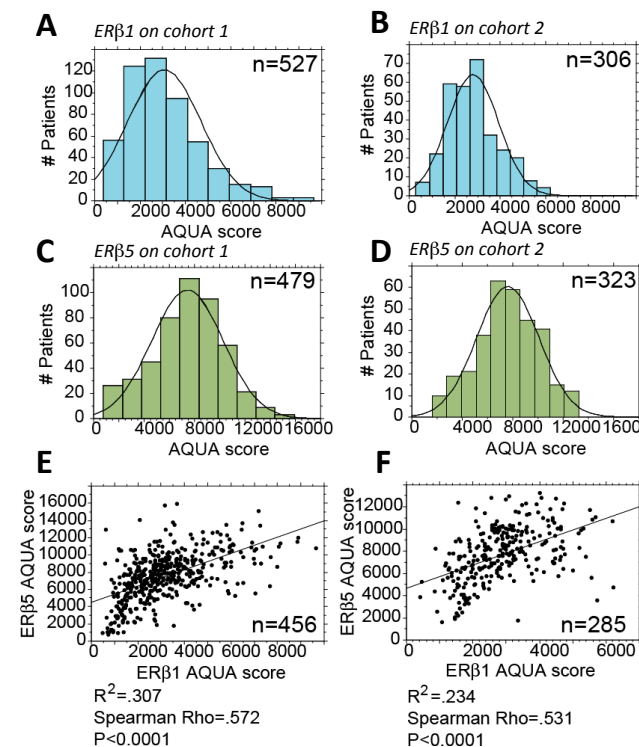 A ERβ1 on cohort 1
n=527
# Patients
120
100
80
60
40
20
0
0 2000 4000 6000 8000
AQUA score
B ERβ1 on cohort 2
n=306
# Patients
70
60
50
40
30
20
10
0
0 2000 4000 6000 8000
AQUA score
C ERβ5 on cohort 1
n=479
# Patients
100
80
60
40
20
0
0 4000 8000 12000 16000
AQUA score
D ERβ5 on cohort 2
n=323
# Patients
60
50
40
30
20
10
0
0 4000 8000 12000 16000
AQUA score
E
ERβ5 AQUA score
16000
14000
12000
10000
8000
6000
4000
2000
0
n=456
0 2000 4000 6000 8000
ERβ1 AQUA score
R²=.307
Spearman Rho=.572
P<0.0001
F
ERβ5 AQUA score
12000
10000
8000
6000
4000
2000
0
n=285
0 2000 4000 6000
ERβ1 AQUA score
R²=.234
Spearman Rho=.531
P<0.0001